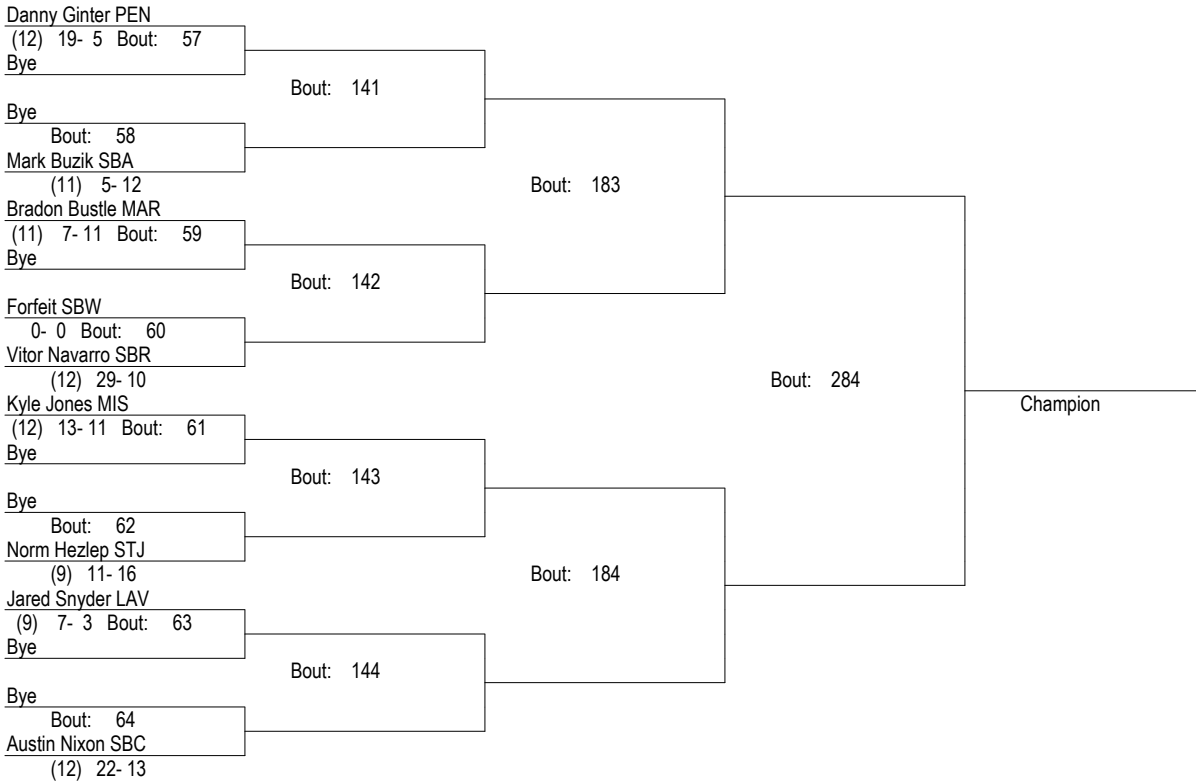 Danny Ginter PEN
(12) 19- 5 Bout: 57
Bye
Bout: 141
Bye
Bout: 58
Mark Buzik SBA
(11) 5- 12
Bout: 183
Bradon Bustle MAR
(11) 7- 11 Bout: 59
Bye
Bout: 142
Forfeit SBW
0- 0 Bout: 60
Vitor Navarro SBR
(12) 29- 10
Bout: 284
Kyle Jones MIS
Champion
(12) 13- 11 Bout: 61
Bye
Bout: 143
Bye
Bout: 62
Norm Hezlep STJ
(9) 11- 16
Bout: 184
Jared Snyder LAV
(9) 7- 3 Bout: 63
Bye
Bout: 144
Bye
Bout: 64
Austin Nixon SBC
(12) 22- 13